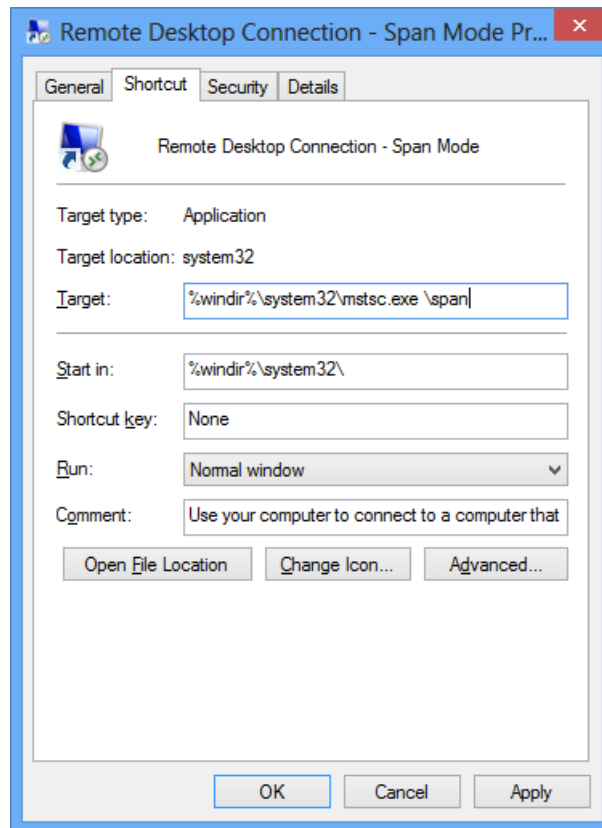 Remote Desktop Connection - Span Mode Pr...
General Shortcut Security Details
Remote Desktop Connection - Span Mode
Target type: Application
Target location: system32
Target: %windir%\system32\mstsc.exe \span
Start in: %windir%\system32\
Shortcut key: None
Run: Normal window
Comment: Use your computer to connect to a computer that
Open File Location Change Icon... Advanced...
OK Cancel Apply